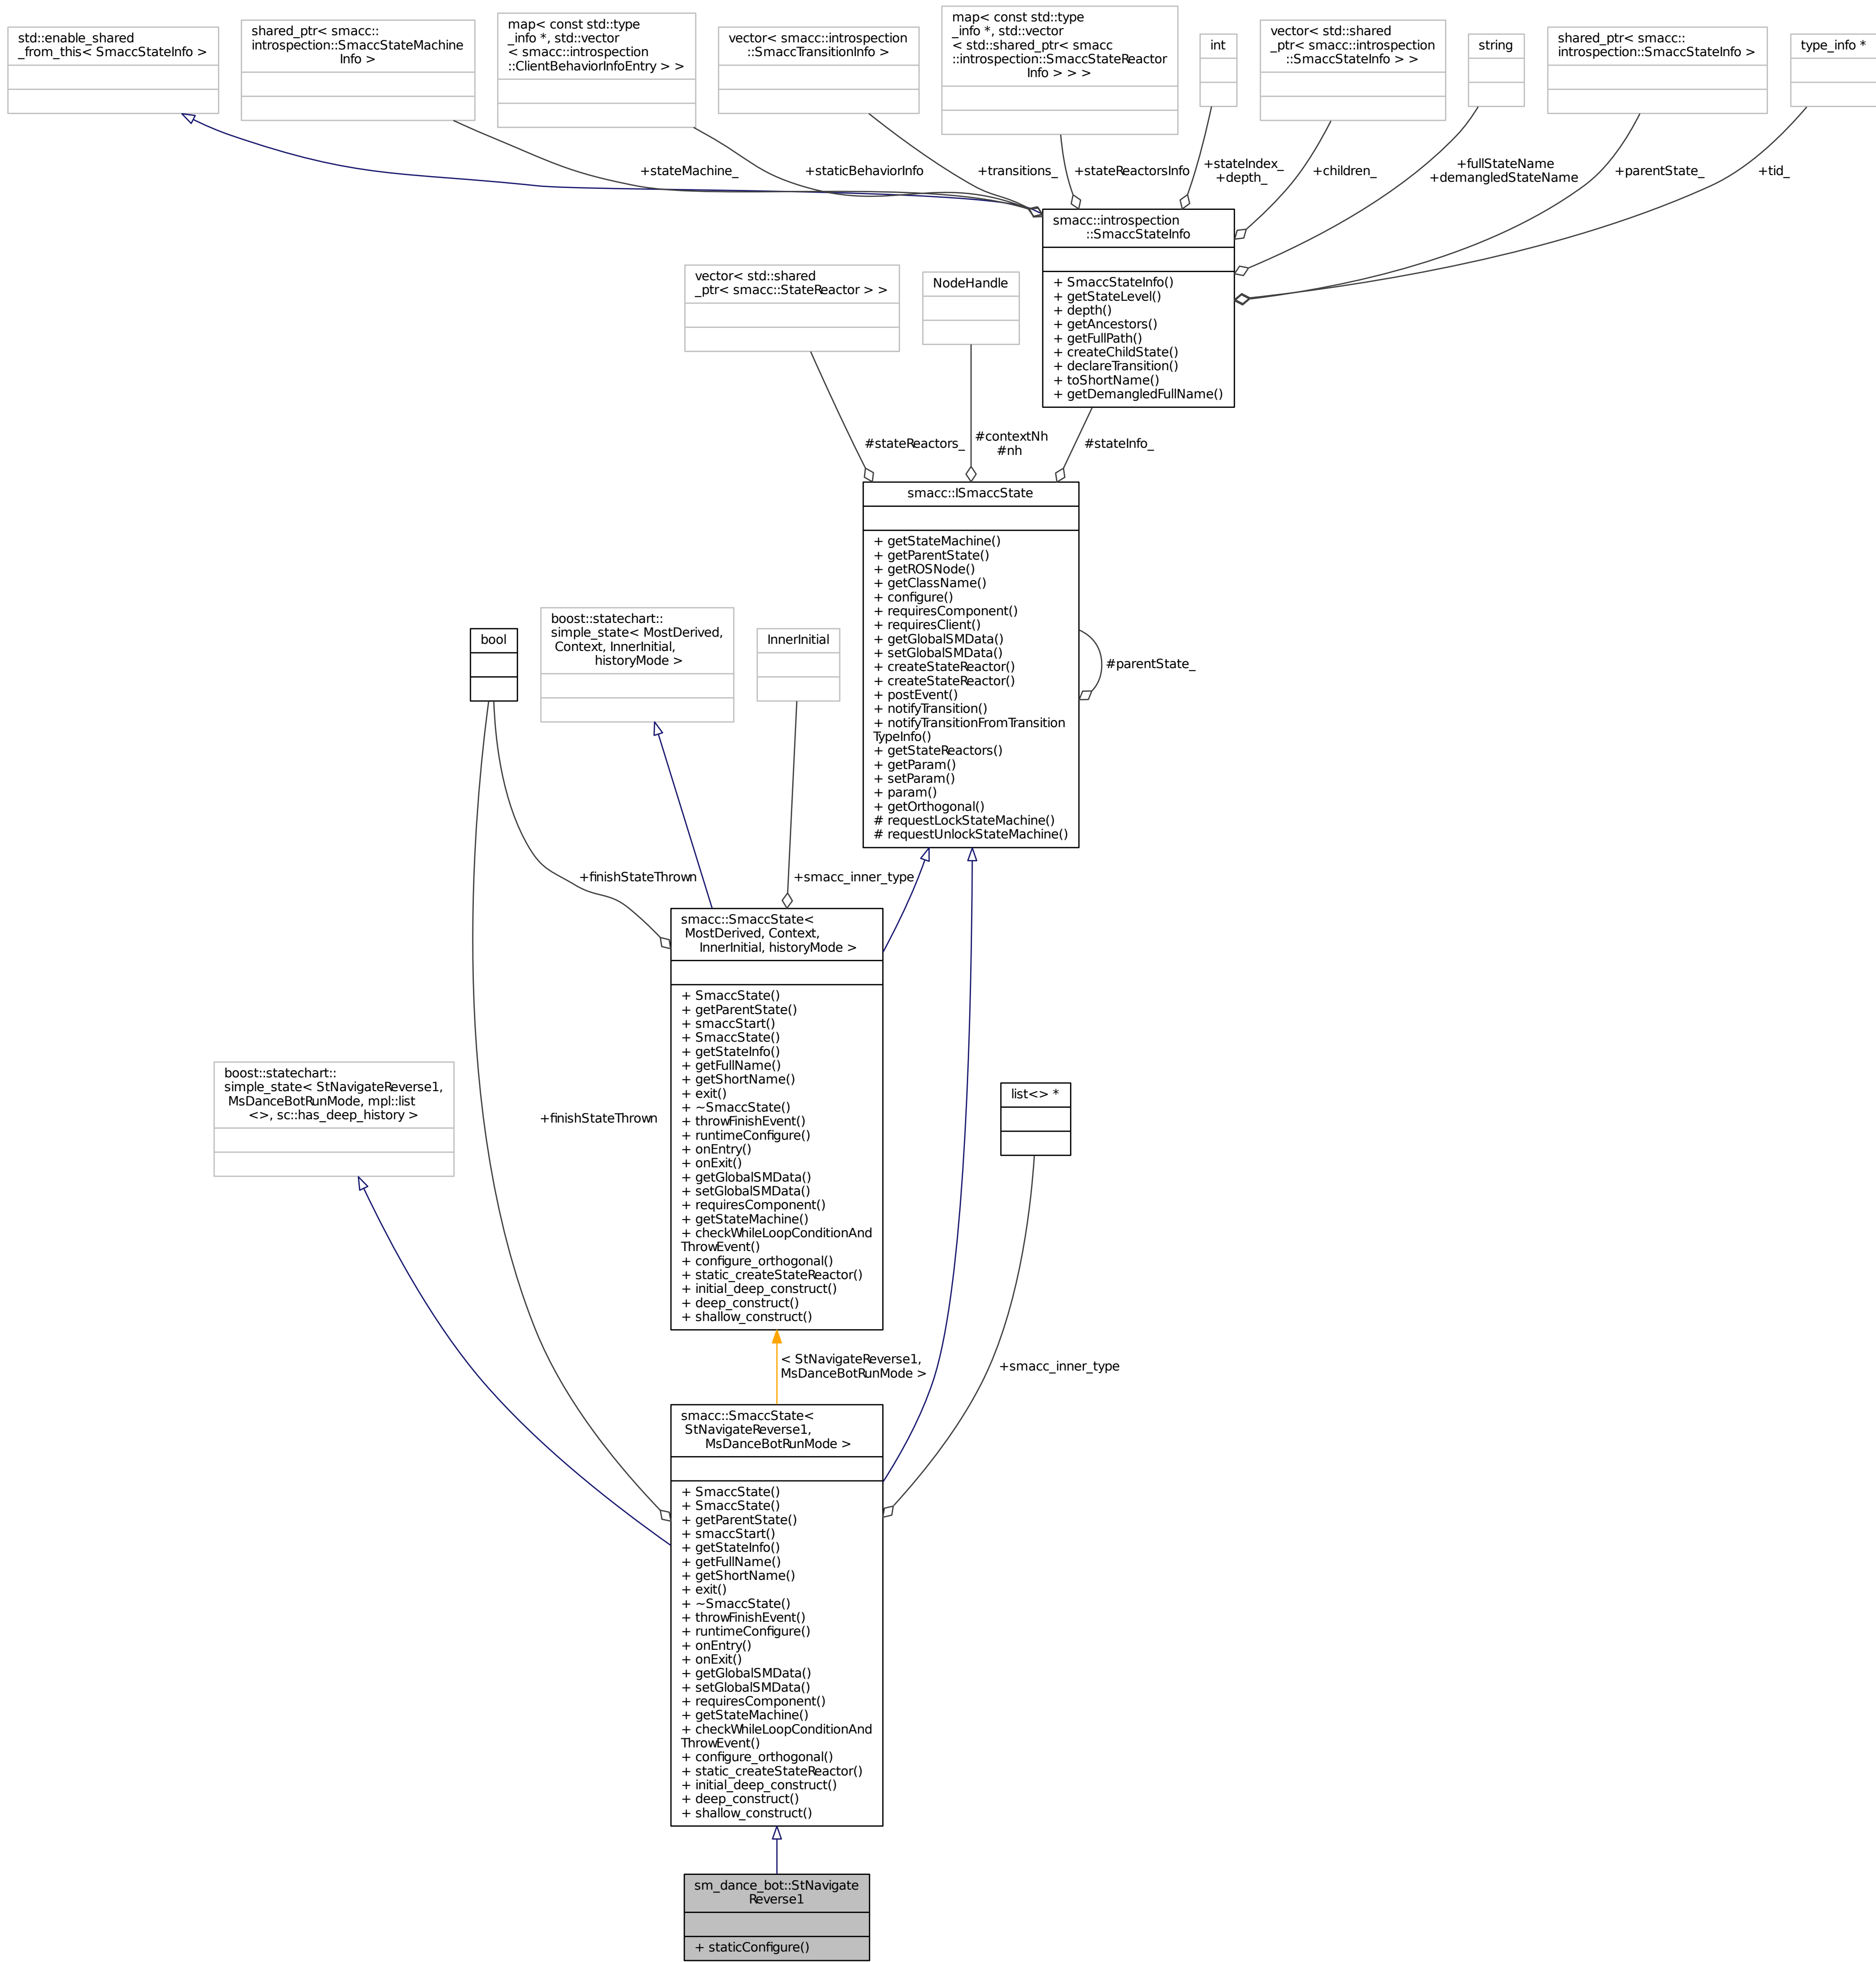 std::enable_shared
_from_this< SmaccStateInfo >
shared_ptr< smacc::
introspection::SmaccStateMachine
Info >
map< const std::type
_info *, std::vector
< smacc::introspection
::ClientBehaviorInfoEntry > >
vector< smacc::introspection
::SmaccTransitionInfo >
map< const std::type
_info *, std::vector
< std::shared_ptr< smacc
::introspection::SmaccStateReactor
Info > > >
int
vector< std::shared
_ptr< smacc::introspection
::SmaccStateInfo > >
string
shared_ptr< smacc::
introspection::SmaccStateInfo >
type_info *
+stateMachine_
+staticBehaviorInfo
+transitions_
+stateReactorsInfo
+stateIndex_
+depth_
+children_
+fullStateName
+demangledStateName
+parentState_
+tid_
smacc::introspection
::SmaccStateInfo
+ SmaccStateInfo()
+ getStateLevel()
+ depth()
+ getAncestors()
+ getFullPath()
+ createChildState()
+ declareTransition()
+ toShortName()
+ getDemangledFullName()
vector< std::shared
_ptr< smacc::StateReactor > >
NodeHandle
#stateReactors_
#contextNh
#nh
#stateInfo_
smacc::ISmaccState
+ getStateMachine()
+ getParentState()
+ getROSNode()
+ getClassName()
+ configure()
+ requiresComponent()
+ requiresClient()
+ getGlobalSMData()
+ setGlobalSMData()
+ createStateReactor()
+ createStateReactor()
+ postEvent()
+ notifyTransition()
+ notifyTransitionFromTransition
TypeInfo()
+ getStateReactors()
+ getParam()
+ setParam()
+ param()
+ getOrthogonal()
# requestLockStateMachine()
# requestUnlockStateMachine()
#parentState_
bool
boost::statechart::
simple_state< MostDerived,
Context, InnerInitial,
historyMode >
InnerInitial
+finishStateThrown
+smacc_inner_type
smacc::SmaccState<
MostDerived, Context,
InnerInitial, historyMode >
+ SmaccState()
+ getParentState()
+ smaccStart()
+ SmaccState()
+ getStateInfo()
+ getFullName()
+ getShortName()
+ exit()
+ ~SmaccState()
+ throwFinishEvent()
+ runtimeConfigure()
+ onEntry()
+ onExit()
+ getGlobalSMData()
+ setGlobalSMData()
+ requiresComponent()
+ getStateMachine()
+ checkWhileLoopConditionAnd
ThrowEvent()
+ configure_orthogonal()
+ static_createStateReactor()
+ initial_deep_construct()
+ deep_construct()
+ shallow_construct()
boost::statechart::
simple_state< StNavigateReverse1,
MsDanceBotRunMode, mpl::list
<>, sc::has_deep_history >
+finishStateThrown
list<> *
< StNavigateReverse1,
MsDanceBotRunMode >
+smacc_inner_type
smacc::SmaccState<
StNavigateReverse1,
MsDanceBotRunMode >
+ SmaccState()
+ SmaccState()
+ getParentState()
+ smaccStart()
+ getStateInfo()
+ getFullName()
+ getShortName()
+ exit()
+ ~SmaccState()
+ throwFinishEvent()
+ runtimeConfigure()
+ onEntry()
+ onExit()
+ getGlobalSMData()
+ setGlobalSMData()
+ requiresComponent()
+ getStateMachine()
+ checkWhileLoopConditionAnd
ThrowEvent()
+ configure_orthogonal()
+ static_createStateReactor()
+ initial_deep_construct()
+ deep_construct()
+ shallow_construct()
sm_dance_bot::StNavigate
Reverse1
+ staticConfigure()